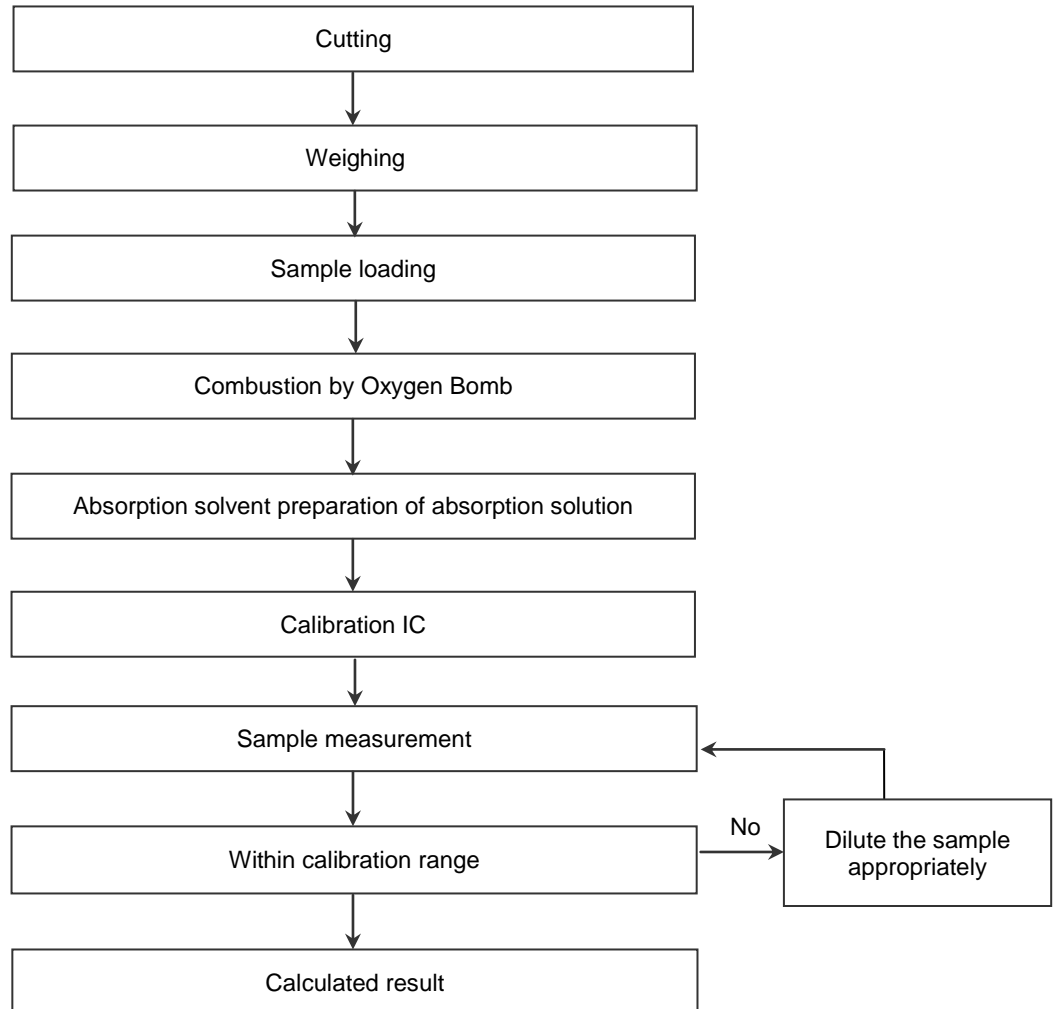 Cutting
Weighing
Sample loading
Combustion by Oxygen Bomb
Absorption solvent preparation of absorption solution
Calibration IC
Sample measurement
Within calibration range
No
Dilute the sample
appropriately
Calculated result